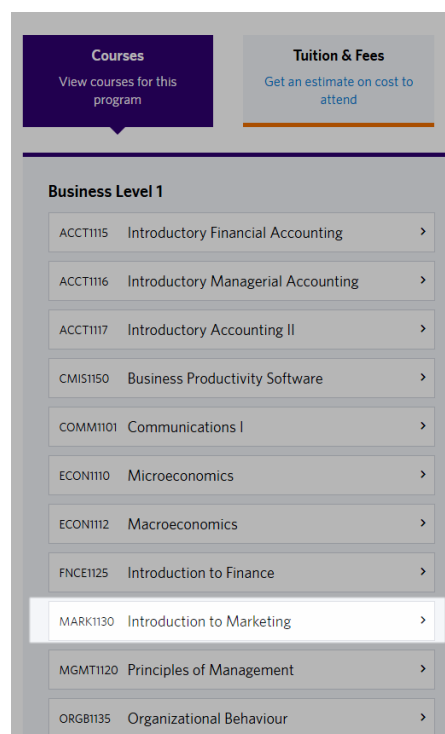 Courses
View courses for this
program
Tuition & Fees
Get an estimate on cost to
attend
Business Level 1
ACCT1115 Introductory Financial Accounting
ACCT1116 Introductory Managerial Accounting
ACCT1117 Introductory Accounting II
CMIS1150 Business Productivity Software
COMM1101 Communications I
ECON1110 Microeconomics
ECON1112 Macroeconomics
FNCE1125 Introduction to Finance
MARK1130 Introduction to Marketing
MGMT1120 Principles of Management
ORGB1135 Organizational Behaviour